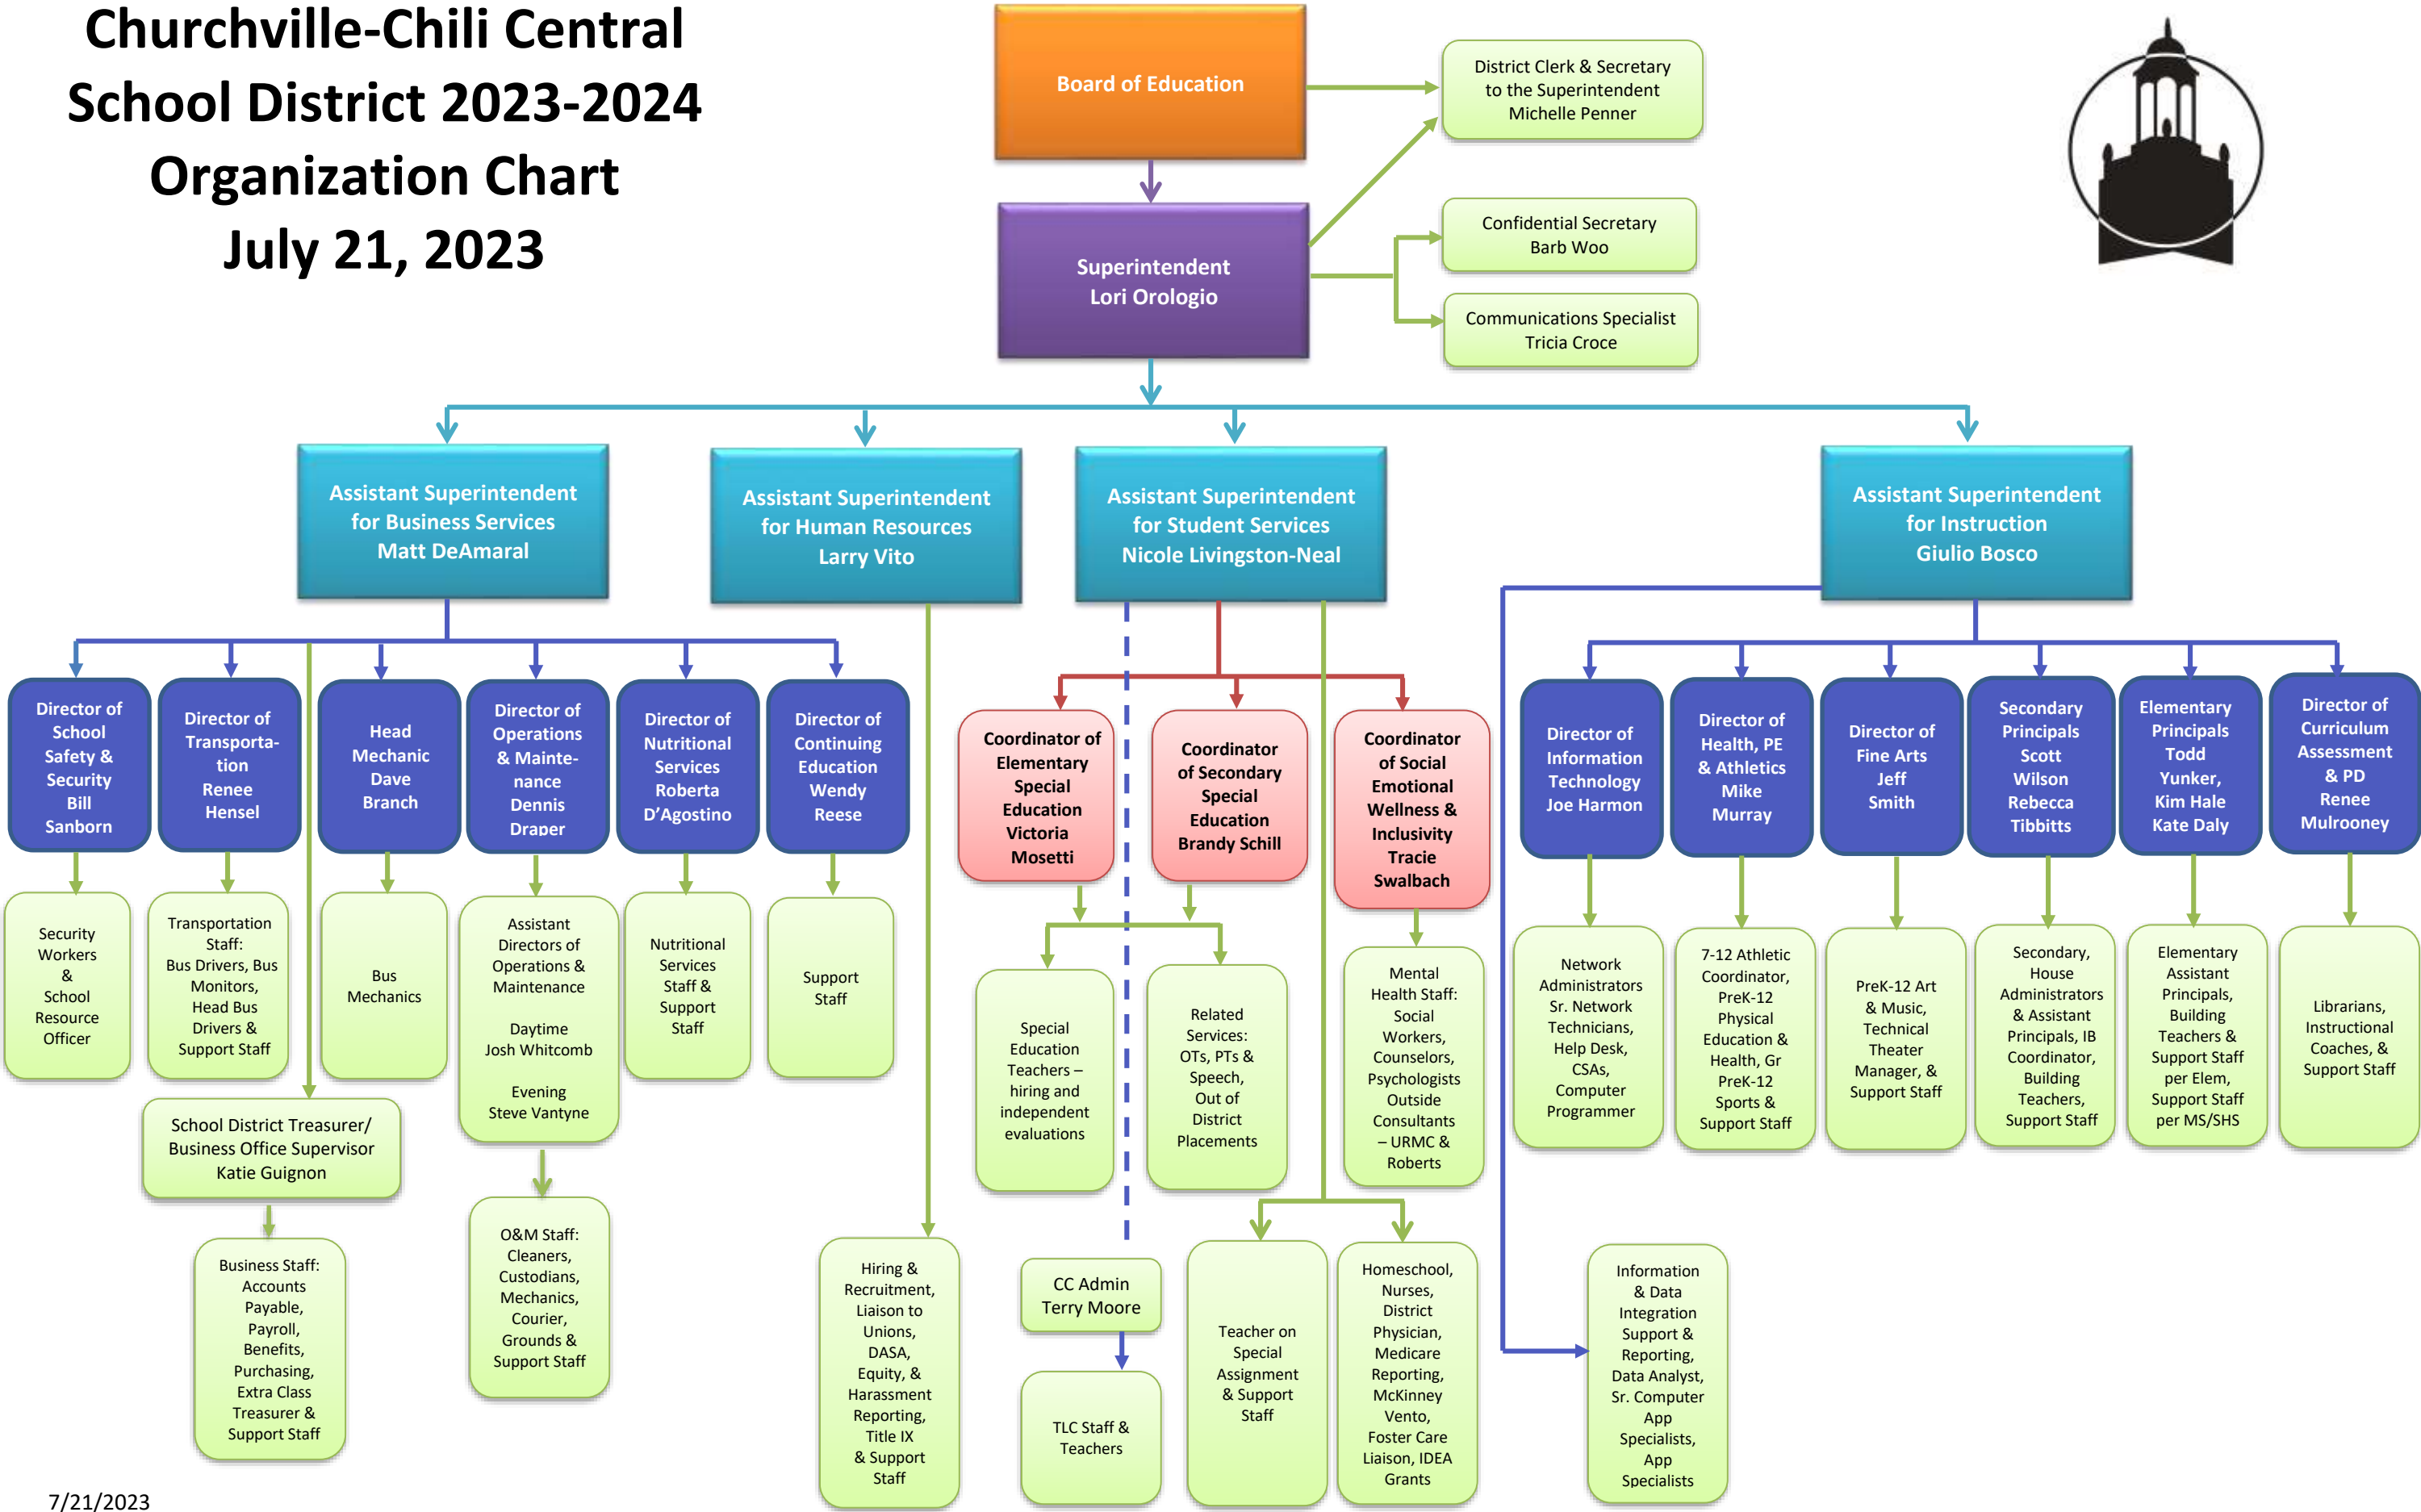 Churchville-Chili Central
School District 2023-2024
Organization Chart
July 21, 2023
Board of Education
District Clerk & Secretary
to the Superintendent
Michelle Penner
Superintendent
Lori Orologio
Confidential Secretary
Barb Woo
Communications Specialist
Tricia Croce
Assistant Superintendent
for Business Services
Matt DeAmaral
Assistant Superintendent
for Human Resources
Larry Vito
Assistant Superintendent
for Student Services
Nicole Livingston-Neal
Assistant Superintendent
for Instruction
Giulio Bosco
Director of
School
Safety &
Security
Bill
Sanborn
Director of
Transporta-
tion
Renee
Hensel
Head
Mechanic
Dave
Branch
Director of
Operations
& Mainte-
nance
Dennis
Draper
Director of
Nutritional
Services
Roberta
D'Agostino
Director of
Continuing
Education
Wendy
Reese
Coordinator of
Elementary
Special
Education
Victoria
Mosetti
Coordinator
of Secondary
Special
Education
Brandy Schill
Coordinator
of Social
Emotional
Wellness &
Inclusivity
Tracie
Swalbach
Director of
Information
Technology
Joe Harmon
Director of
Health, PE
& Athletics
Mike
Murray
Director of
Fine Arts
Jeff
Smith
Secondary
Principals
Scott
Wilson
Rebecca
Tibbitts
Elementary
Principals
Todd
Yunker,
Kim Hale
Kate Daly
Director of
Curriculum
Assessment
& PD
Renee
Mulrooney
Security
Workers
&
School
Resource
Officer
Transportation
Staff:
Bus Drivers, Bus
Monitors,
Head Bus
Drivers &
Support Staff
Bus
Mechanics
Assistant
Directors of
Operations &
Maintenance
Daytime
Josh Whitcomb
Evening
Steve Vantyne
Nutritional
Services
Staff &
Support
Staff
Support
Staff
Special
Education
Teachers –
hiring and
independent
evaluations
Related
Services:
OTs, PTs &
Speech,
Out of
District
Placements
Mental
Health Staff:
Social
Workers,
Counselors,
Psychologists
Outside
Consultants
– URMC &
Roberts
Network
Administrators
Sr. Network
Technicians,
Help Desk,
CSAs,
Computer
Programmer
7-12 Athletic
Coordinator,
PreK-12
Physical
Education &
Health, Gr
PreK-12
Sports &
Support Staff
PreK-12 Art
& Music,
Technical
Theater
Manager, &
Support Staff
Secondary,
House
Administrators
& Assistant
Principals, IB
Coordinator,
Building
Teachers,
Support Staff
Elementary
Assistant
Principals,
Building
Teachers &
Support Staff
per Elem,
Support Staff
per MS/SHS
Librarians,
Instructional
Coaches, &
Support Staff
School District Treasurer/
Business Office Supervisor
Katie Guignon
Business Staff:
Accounts
Payable,
Payroll,
Benefits,
Purchasing,
Extra Class
Treasurer &
Support Staff
O&M Staff:
Cleaners,
Custodians,
Mechanics,
Courier,
Grounds &
Support Staff
Hiring &
Recruitment,
Liaison to
Unions,
DASA,
Equity, &
Harassment
Reporting,
Title IX
& Support
Staff
CC Admin
Terry Moore
TLC Staff &
Teachers
Teacher on
Special
Assignment
& Support
Staff
Homeschool,
Nurses,
District
Physician,
Medicare
Reporting,
McKinney
Vento,
Foster Care
Liaison, IDEA
Grants
Information
& Data
Integration
Support &
Reporting,
Data Analyst,
Sr. Computer
App
Specialists,
App
Specialists
7/21/2023